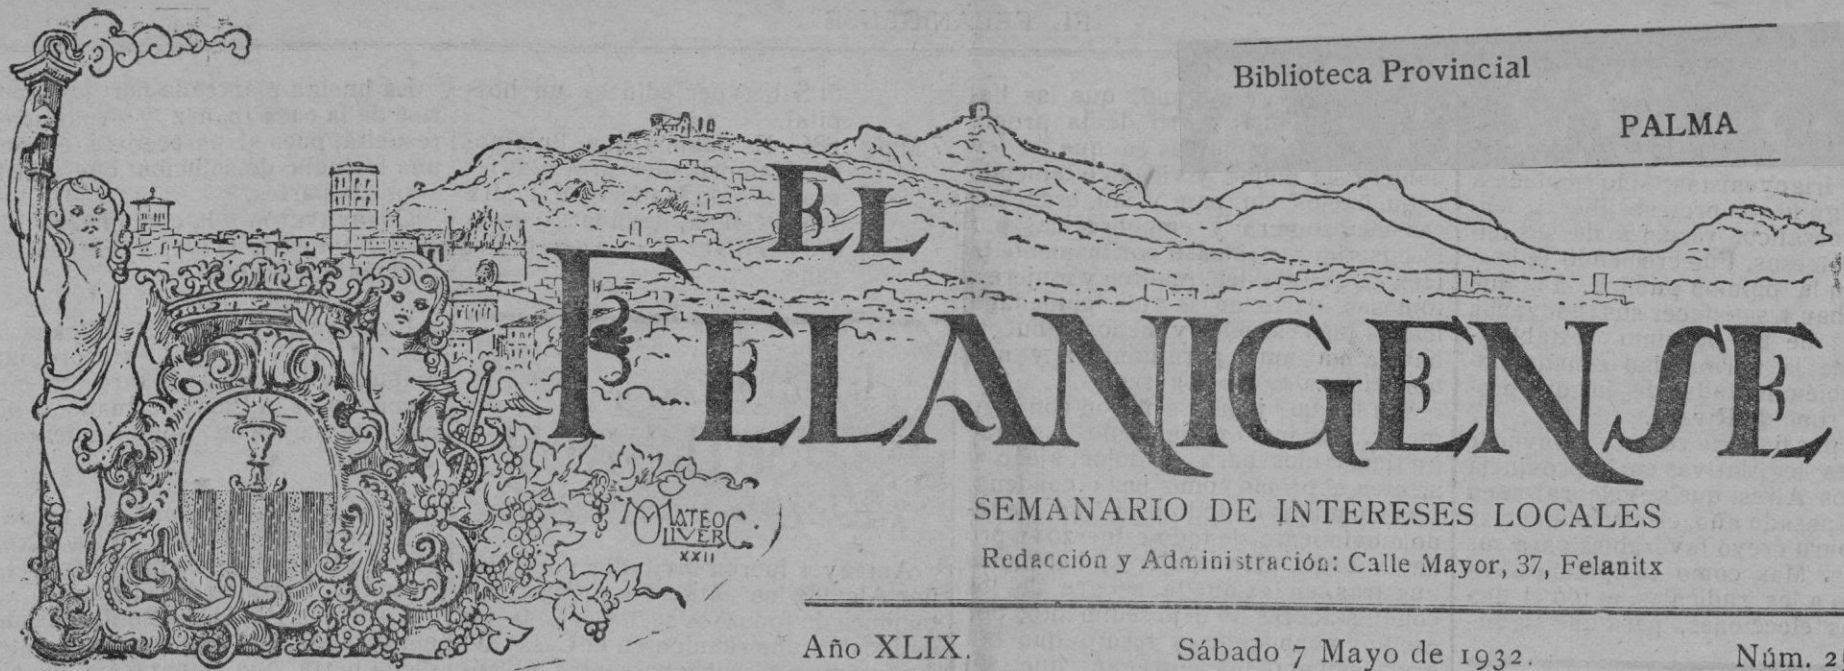 Biblioteca Provincial
PALMA
EL
FELANIGENSE
MATEO
OLIVER C.
XXII
SEMANARIO DE INTERESES LOCALES
Redacción y Administración: Calle Mayor, 37, Felanitx
Año XLIX. Sábado 7 Mayo de 1932. Núm. 2